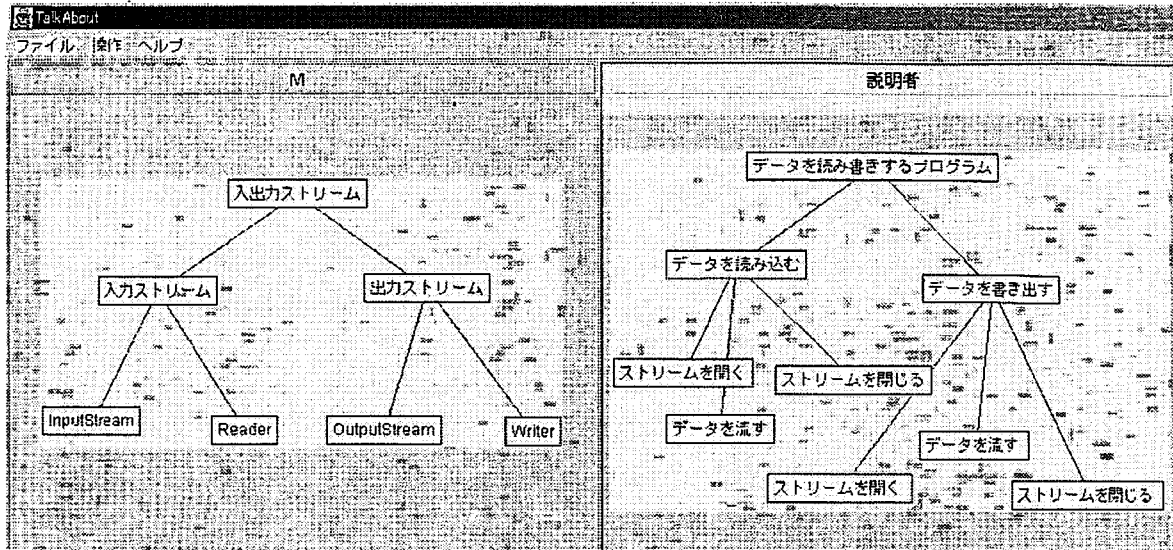 TalkAbout
ファイル 操作 ヘルプ
M
入出力ストリーム
入力ストリーム
出力ストリーム
InputStream
Reader
OutputStream
Writer
説明者
データを読み書きするプログラム
データを読み込む
データを書き出す
ストリームを開く
ストリームを閉じる
データを流す
データを流す
ストリームを開く
ストリームを閉じる